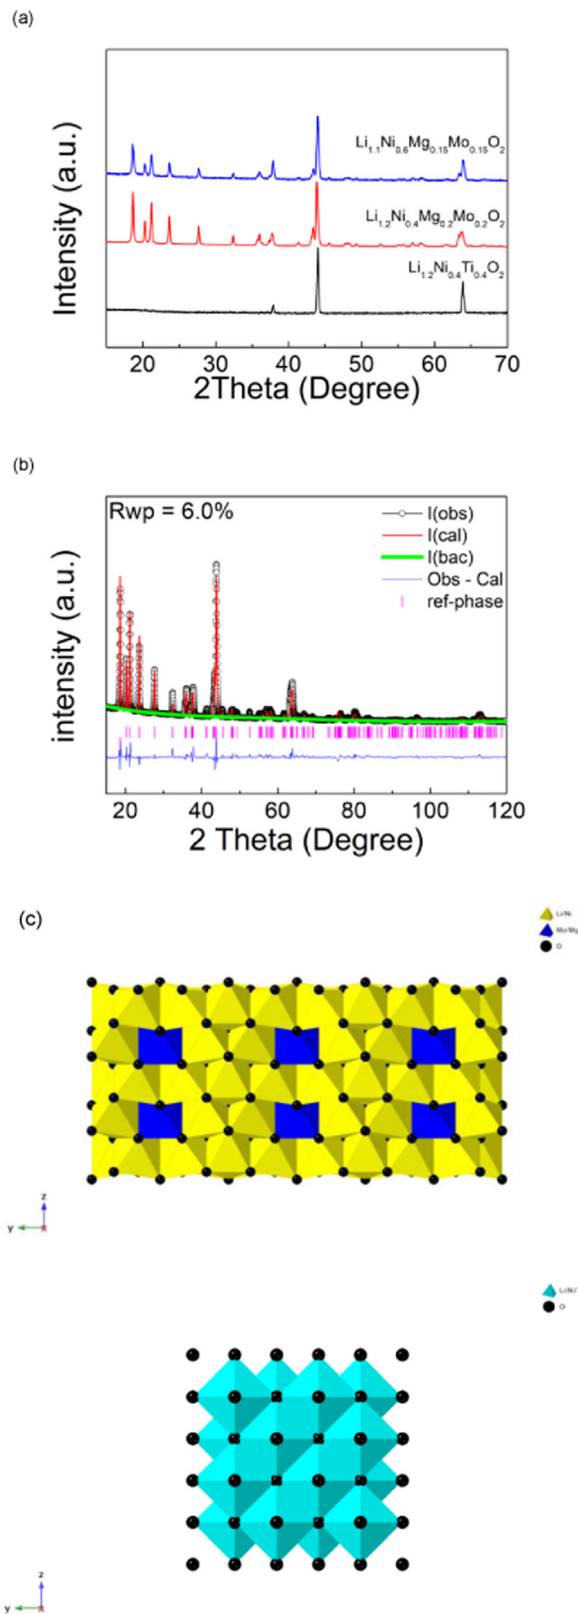 (a)
Intensity (a.u.)
Li1.1Ni0.6Mg0.15Mo0.15O2
Li1.2Ni0.4Mg0.2Mo0.2O2
Li1.2Ni0.4Ti0.4O2
20 30 40 50 60 70
2Theta (Degree)
(b)
intensity (a.u.)
Rwp = 6.0%
I(obs)
I(cal)
I(bac)
Obs - Cal
ref-phase
20 40 60 80 100 120
2 Theta (Degree)
(c)
Li/Ni
Mo/Mg
O
z
y
Li/Ni/
O
z
y